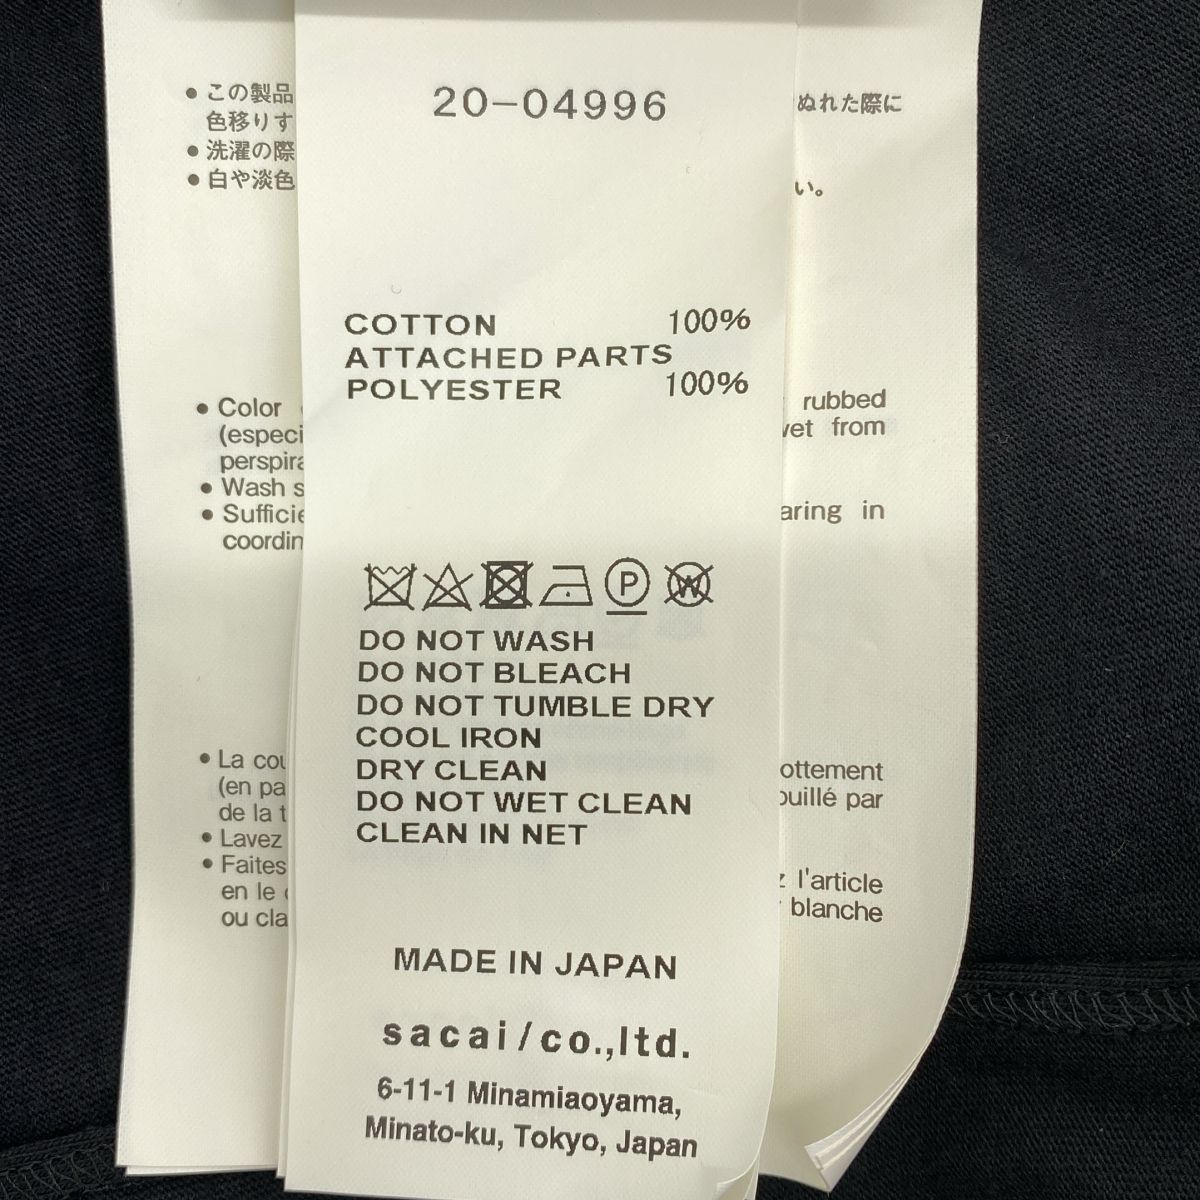 20-04996
COTTON 100%
ATTACHED PARTS
POLYESTER 100%
P
W
DO NOT WASH
DO NOT BLEACH
DO NOT TUMBLE DRY
COOL IRON
DRY CLEAN
DO NOT WET CLEAN
CLEAN IN NET
MADE IN JAPAN
sacai/co.,ltd.
6-11-1 Minamiaoyama,
Minato-ku, Tokyo, Japan
● この製品 ぬれた際に
色移りす
● 洗濯の際
● 白や淡色 い。
● Color rubbed
(especi from
perspira
● Wash s
● Sufficie aring in
coordin
● La cou ottement
(en pa ouillé par
de la t
● Lavez
● Faites l'article
en le blanche
ou cla